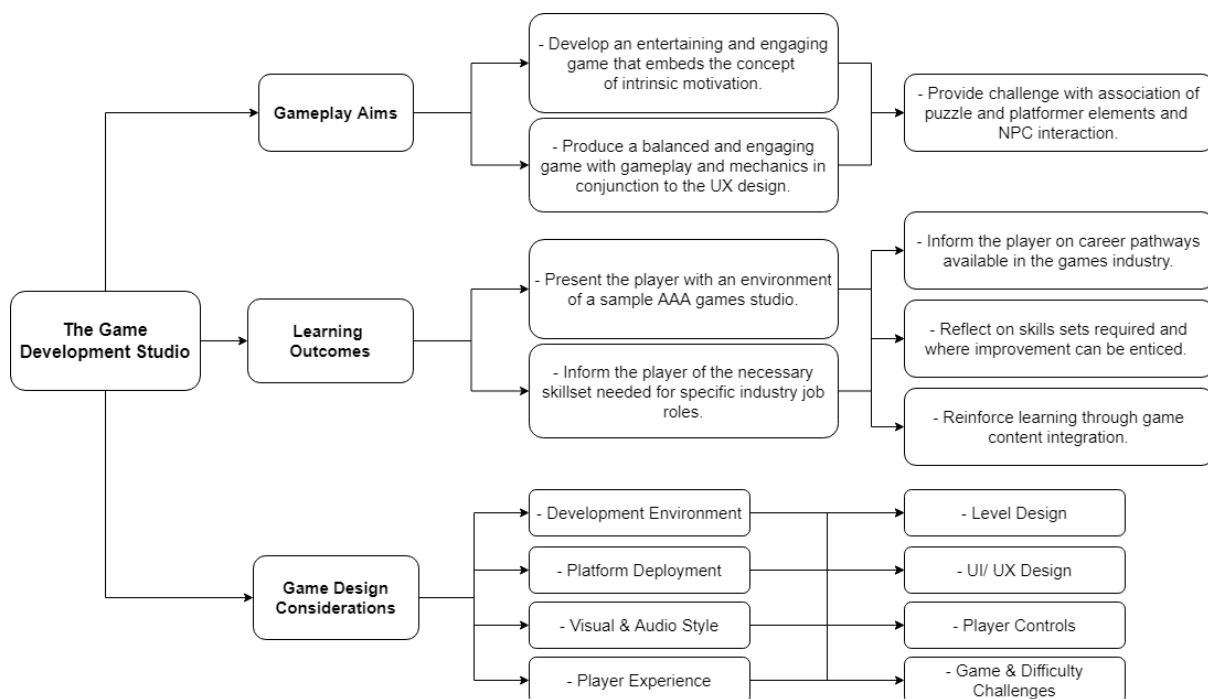 - Develop an entertaining and engaging
game that embeds the concept
of intrinsic motivation.
Gameplay Aims
- Provide challenge with association of
puzzle and platformer elements and
NPC interaction.
- Produce a balanced and engaging
game with gameplay and mechanics in
conjunction to the UX design.
- Inform the player on career pathways
available in the games industry.
- Present the player with an environment
of a sample AAA games studio.
The Game
Development Studio
Learning
Outcomes
- Reflect on skills sets required and
where improvement can be enticed.
- Inform the player of the necessary
skillset needed for specific industry job
roles.
- Reinforce learning through game
content integration.
- Development Environment
- Level Design
- Platform Deployment
- UI/ UX Design
Game Design
Considerations
- Visual & Audio Style
- Player Controls
- Player Experience
- Game & Difficulty
Challenges